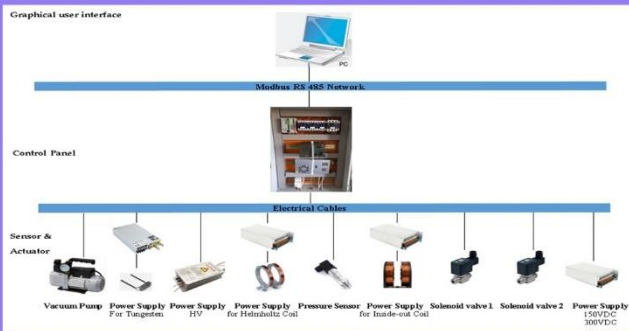 Graphical user interface
PC
Modbus RS 485 Network
Control Panel
Electrical Cables
Sensor &
Actuator
Vacuum Pump
Power Supply
For Tungesten
Power Supply
HV
Power Supply
for Helmholtz Coil
Pressure Sensor
Power Supply
for Inside-out Coil
Solenoid valve 1
Solenoid valve 2
Power Supply
150VDC
300VDC